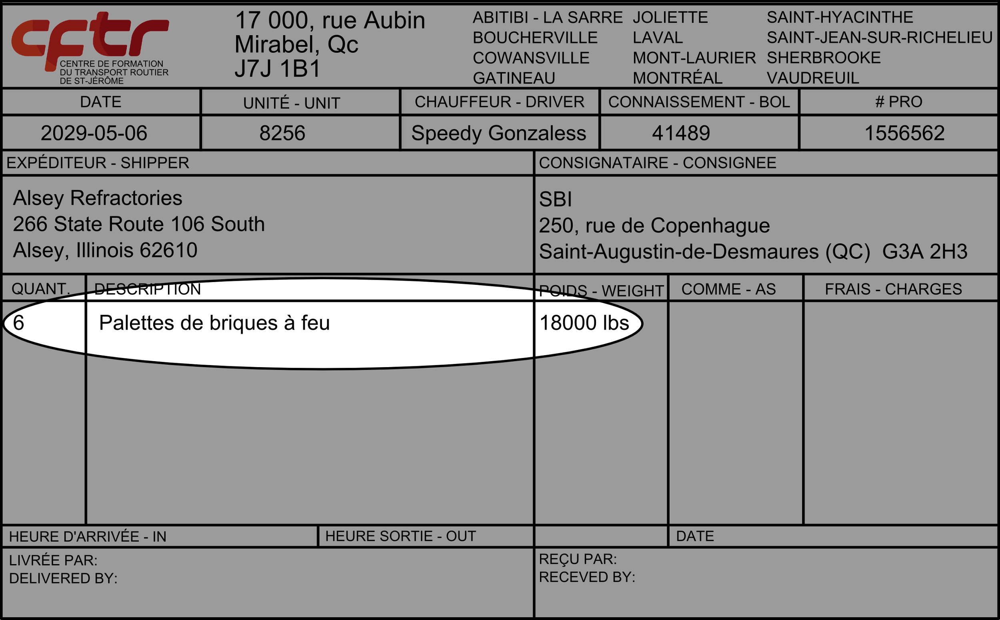 cftr
CENTRE DE FORMATION
DU TRANSPORT ROUTIER
DE ST-JÉRÔME
17 000, rue Aubin
Mirabel, Qc
J7J 1B1
ABITIBI - LA SARRE
BOUCHERVILLE
COWANSVILLE
GATINEAU
JOLIETTE
LAVAL
MONT-LAURIER
MONTRÉAL
SAINT-HYACINTHE
SAINT-JEAN-SUR-RICHELIEU
SHERBROOKE
VAUDREUIL
DATE UNITÉ - UNIT CHAUFFEUR - DRIVER CONNAISSEMENT - BOL # PRO
2029-05-06 8256 Speedy Gonzaless 41489 1556562
EXPÉDITEUR - SHIPPER CONSIGNATAIRE - CONSIGNEE
Alsey Refractories
266 State Route 106 South
Alsey, Illinois 62610
SBI
250, rue de Copenhague
Saint-Augustin-de-Desmaures (QC) G3A 2H3
QUANT. DESCRIPTION POIDS - WEIGHT COMME - AS FRAIS - CHARGES
6 Palettes de briques à feu 18000 lbs
HEURE D'ARRIVÉE - IN HEURE SORTIE - OUT DATE
LIVRÉE PAR:
DELIVERED BY:
REÇU PAR:
RECEVED BY: